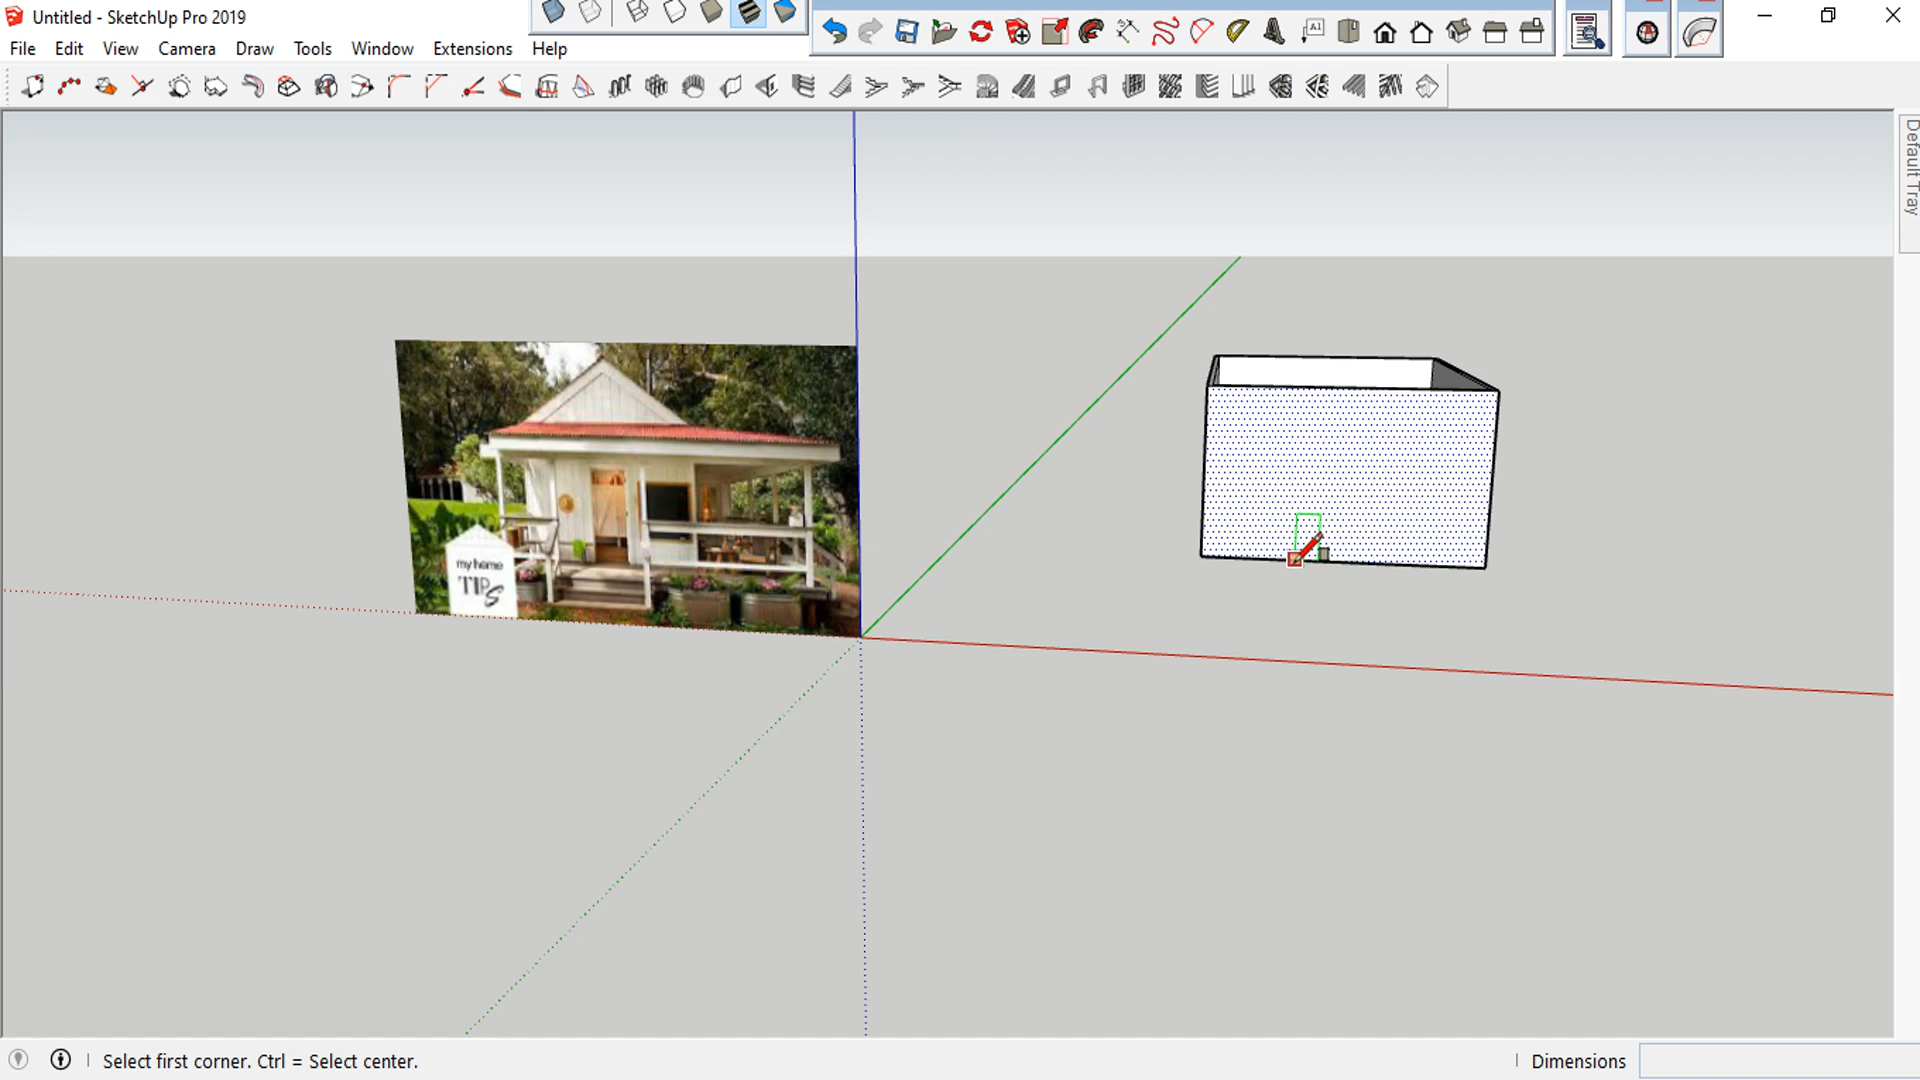 Untitled - SketchUp Pro 2019
File Edit View Camera Draw Tools Window Extensions Help
A1
Default Tray
my home
TIPS
Select first corner. Ctrl = Select center.
Dimensions